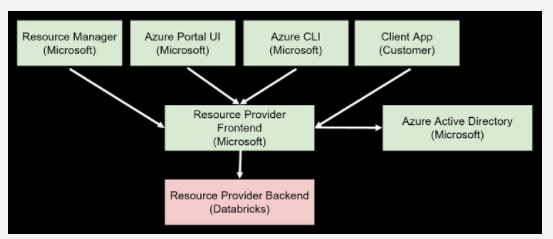 Resource Manager
(Microsoft)
Azure Portal UI
(Microsoft)
Azure CLI
(Microsoft)
Client App
(Customer)
Resource Provider
Frontend
(Microsoft)
Azure Active Directory
(Microsoft)
Resource Provider Backend
(Databricks)